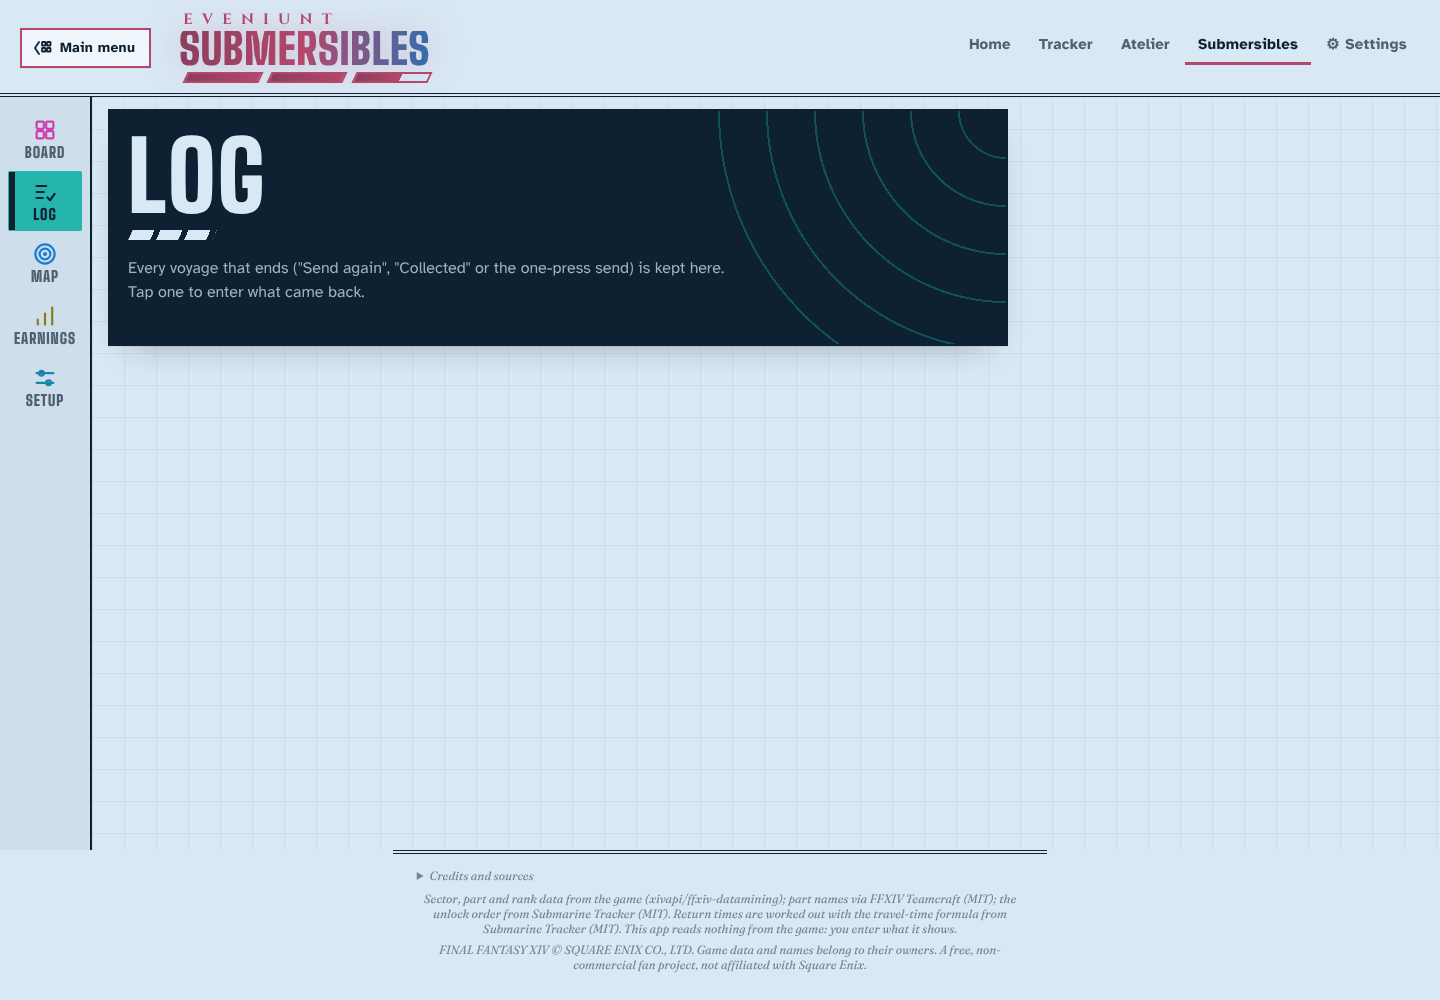 Main menu
EVENIUNT
SUBMERSIBLES
Home
Tracker
Atelier
Submersibles
⚙ Settings
BOARD
LOG
MAP
EARNINGS
SETUP
LOG
Every voyage that ends ("Send again", "Collected" or the one-press send) is kept here.
Tap one to enter what came back.
▶ Credits and sources
Sector, part and rank data from the game (xivapi/ffxiv-datamining); part names via FFXIV Teamcraft (MIT); the
unlock order from Submarine Tracker (MIT). Return times are worked out with the travel-time formula from
Submarine Tracker (MIT). This app reads nothing from the game: you enter what it shows.
FINAL FANTASY XIV © SQUARE ENIX CO., LTD. Game data and names belong to their owners. A free, non-
commercial fan project, not affiliated with Square Enix.